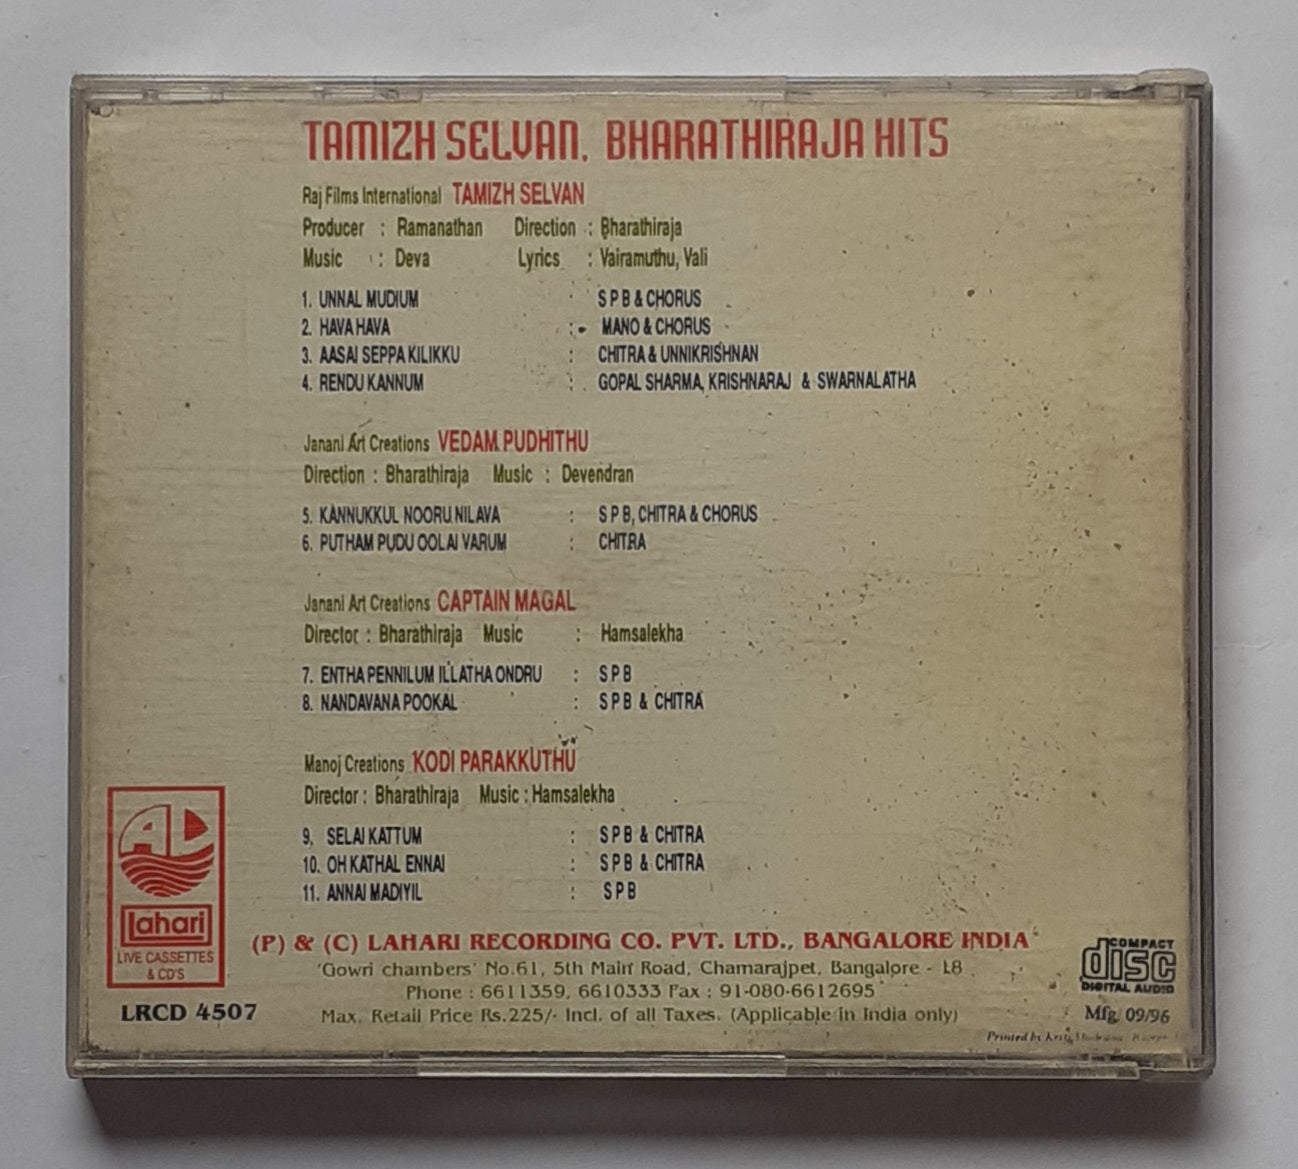 TAMIZH SELVAN, BHARATHIRAJA HITS
Raj Films International TAMIZH SELVAN
Producer : Ramanathan Direction : Bharathiraja
Music : Deva Lyrics : Vairamuthu, Vali
1. UNNAL MUDIUM : S P B & CHORUS
2. HAVA HAVA : MANO & CHORUS
3. AASAI SEPPA KILIKKU : CHITRA & UNNIKRISHNAN
4. RENDU KANNUM : GOPAL SHARMA, KRISHNARAJ & SWARNALATHA
Janani Art Creations VEDAM PUDHITHU
Direction : Bharathiraja Music : Devendran
5. KANNUKKUL NOORU NILAVA : S P B, CHITRA & CHORUS
6. PUTHAM PUDU OOLAI VARUM : CHITRA
Janani Art Creations CAPTAIN MAGAL
Director : Bharathiraja Music : Hamsalekha
7. ENTHA PENNILUM ILLATHA ONDRU : S P B
8. NANDAVANA POOKAL : S P B & CHITRA
Manoj Creations KODI PARAKKUTHU
Director : Bharathiraja Music : Hamsalekha
9. SELAI KATTUM : S P B & CHITRA
10. OH KATHAL ENNAI : S P B & CHITRA
11. ANNAI MADIYIL : S P B
lahari
LIVE CASSETTES
& CD'S
LRCD 4507
(P) & (C) LAHARI RECORDING CO. PVT. LTD., BANGALORE INDIA
'Gowri chambers' No.61, 5th Main Road, Chamarajpet, Bangalore - 18
Phone : 6611359, 6610333 Fax : 91-080-6612695
Max. Retail Price Rs.225/- Incl. of all Taxes. (Applicable in India only)
COMPACT
disc
DIGITAL AUDIO
Mfg. 09/96
Printed by